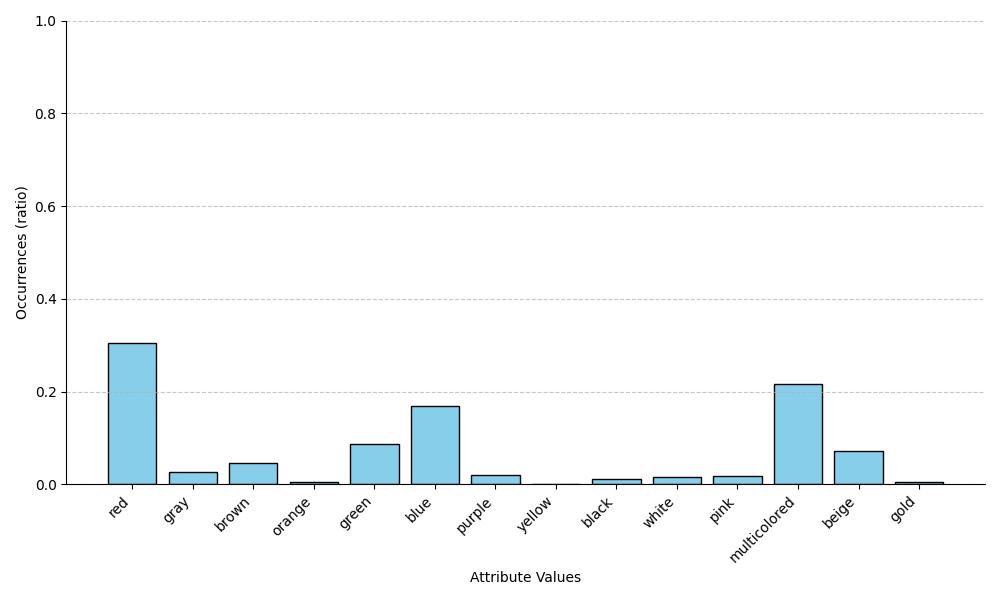 1.0
0.8
0.6
0.4
0.2
0.0
Occurrences (ratio)
red
gray
brown
orange
green
blue
purple
yellow
black
white
pink
multicolored
beige
gold
Attribute Values